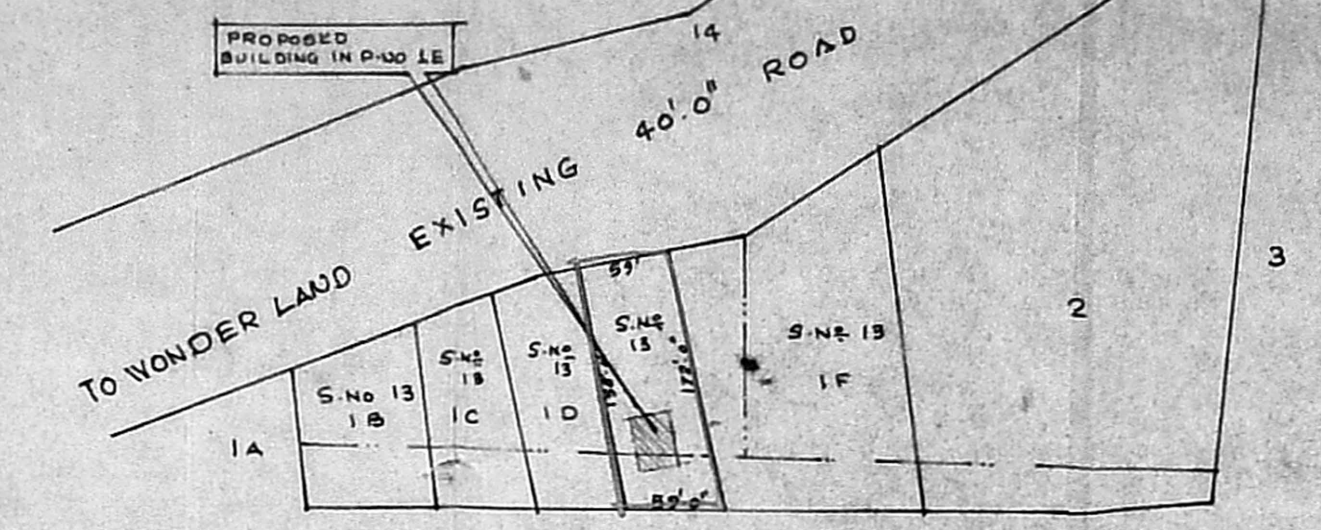 PROPOSED
BUILDING IN P-NO 1E
14
EXISTING 40'.0" ROAD
TO WONDER LAND
59'
S.No 13
1B
S.No
13
1C
S.No
13
1D
S.No
13
S.No 13
1F
2
3
1A
59'-0"